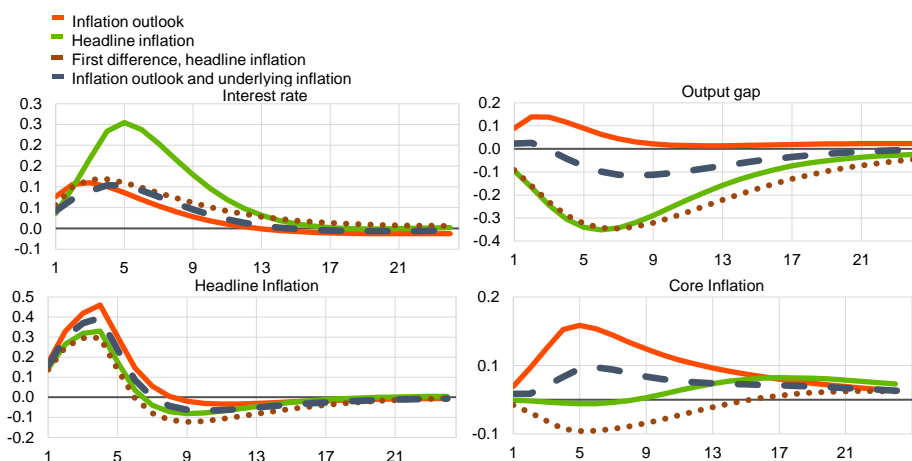 Inflation outlook
Headline inflation
First difference, headline inflation
Inflation outlook and underlying inflation
Interest rate
0.3
0.3
0.2
0.2
0.1
0.1
0.0
-0.1
1 5 9 13 17 21
Output gap
0.2
0.1
0.0
-0.1
-0.2
-0.3
-0.4
1 5 9 13 17 21
Headline Inflation
0.5
0.4
0.3
0.2
0.1
0.0
-0.1
-0.2
1 5 9 13 17 21
Core Inflation
0.2
0.1
-0.1
1 5 9 13 17 21